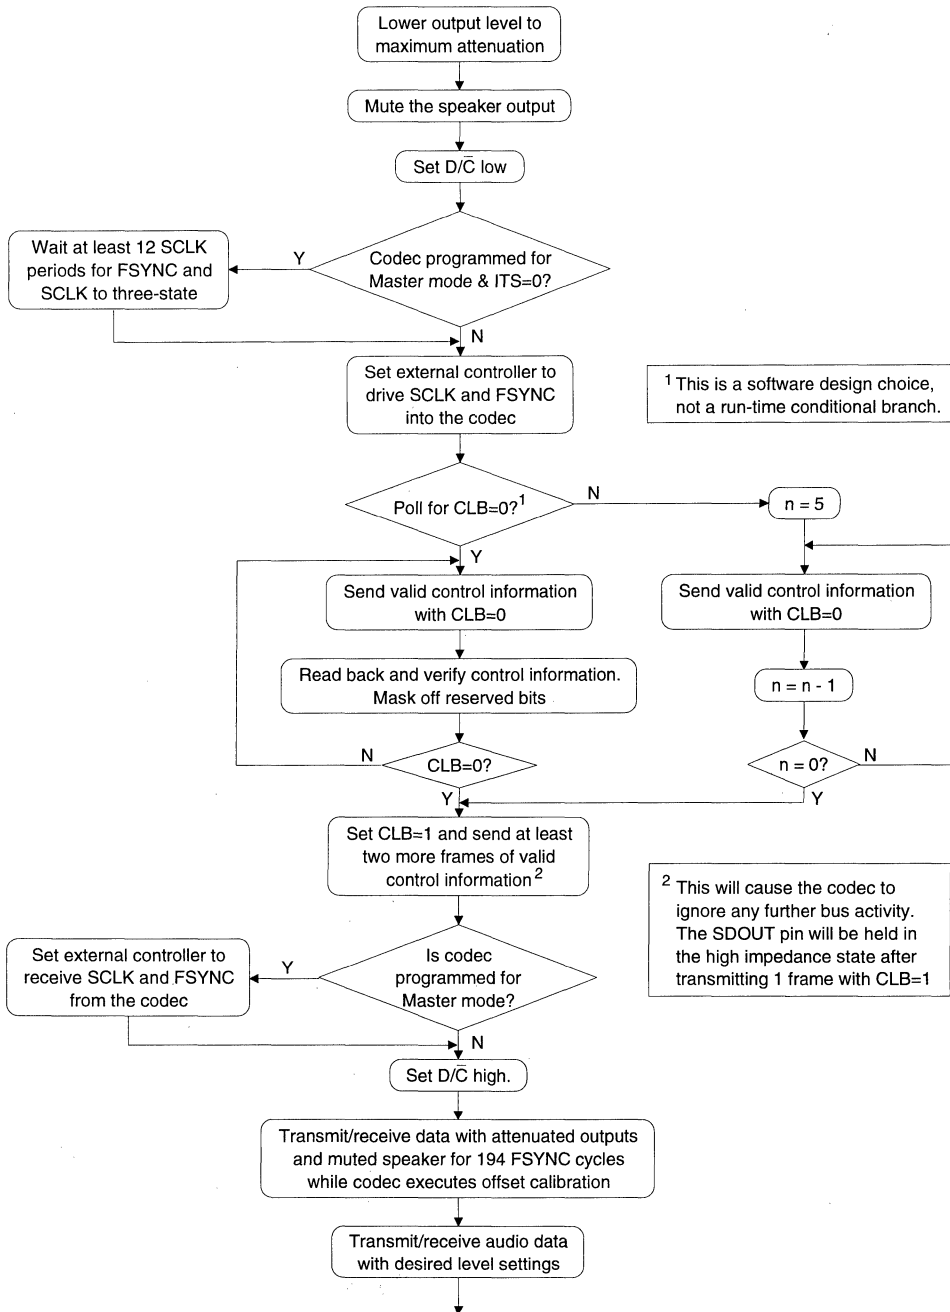 Lower output level to
maximum attenuation
Mute the speaker output
Set D/C̅ low
Codec programmed for
Master mode & ITS=0?
Y
Wait at least 12 SCLK
periods for FSYNC and
SCLK to three-state
N
Set external controller to
drive SCLK and FSYNC
into the codec
1 This is a software design choice,
not a run-time conditional branch.
Poll for CLB=0?1
N
n = 5
Y
Send valid control information
with CLB=0
Send valid control information
with CLB=0
Read back and verify control information.
Mask off reserved bits
n = n - 1
N
CLB=0?
n = 0?
N
Y
Y
Set CLB=1 and send at least
two more frames of valid
control information2
2 This will cause the codec to
ignore any further bus activity.
The SDOUT pin will be held in
the high impedance state after
transmitting 1 frame with CLB=1
Is codec
programmed for
Master mode?
Y
Set external controller to
receive SCLK and FSYNC
from the codec
N
Set D/C̅ high.
Transmit/receive data with attenuated outputs
and muted speaker for 194 FSYNC cycles
while codec executes offset calibration
Transmit/receive audio data
with desired level settings